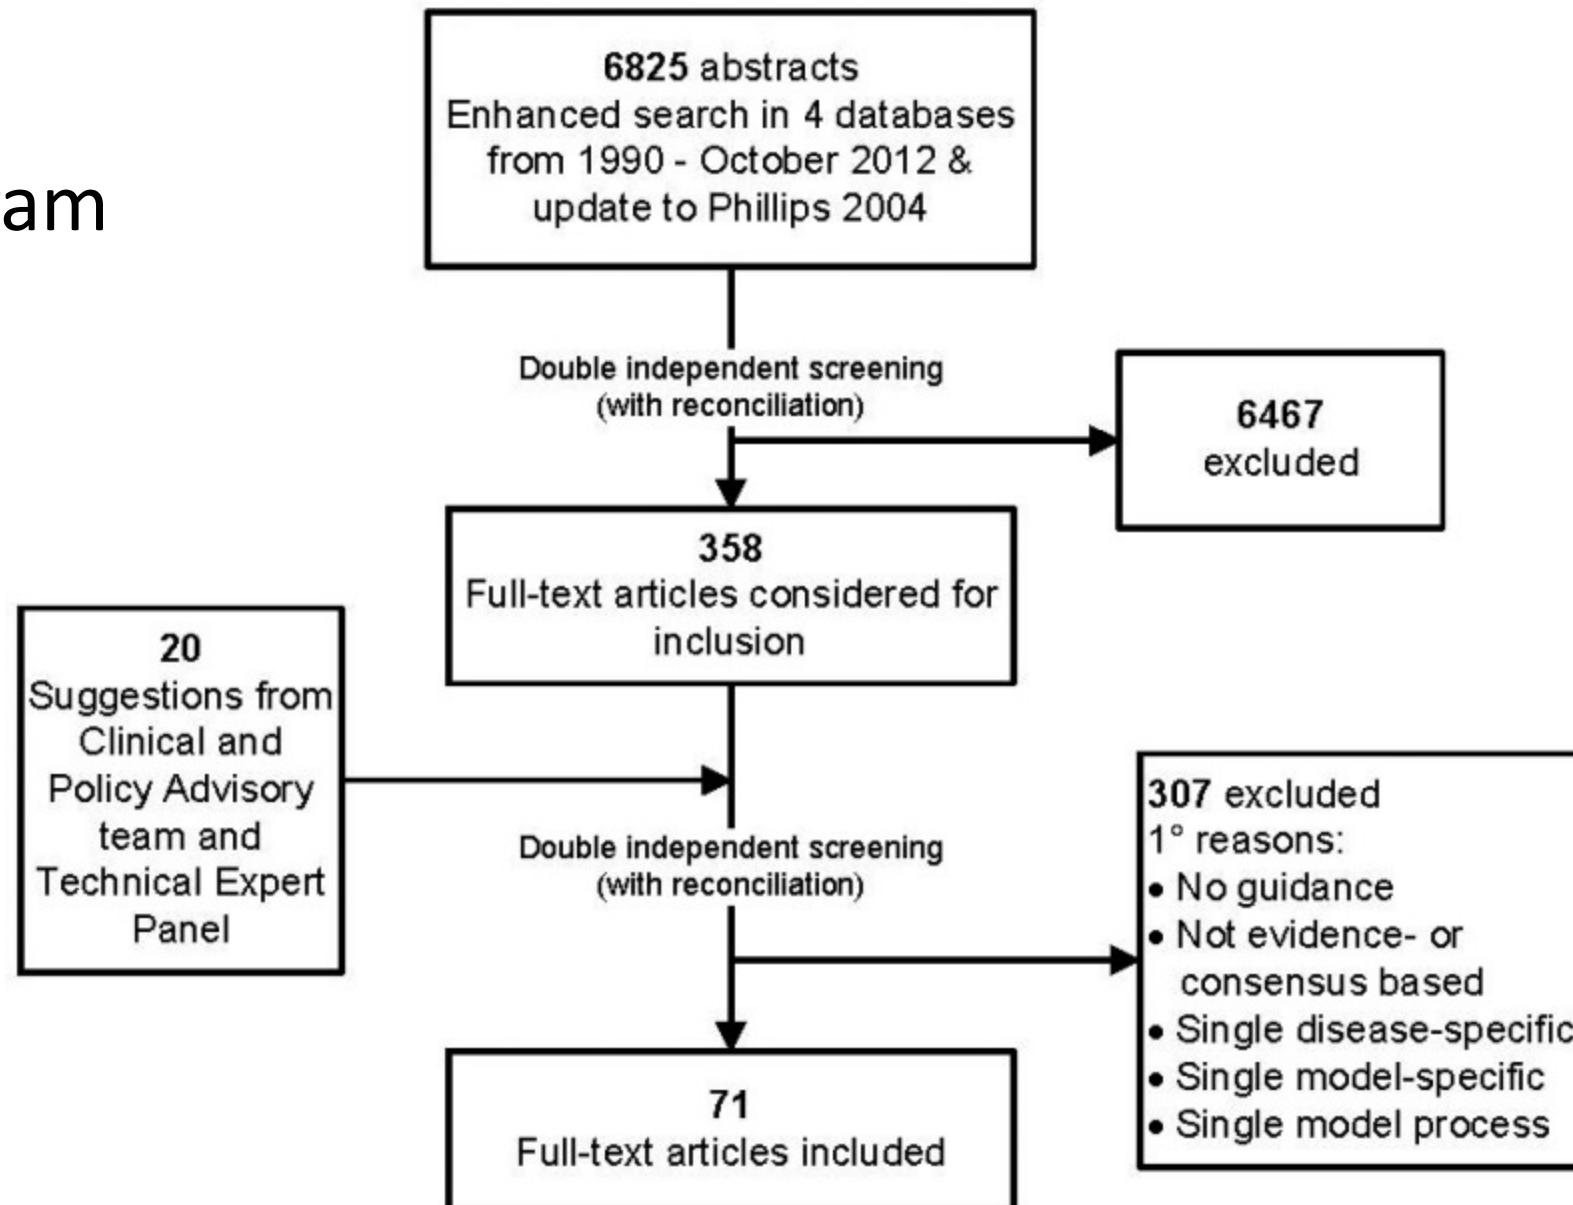 6825 abstracts
Enhanced search in 4 databases
from 1990 - October 2012 &
update to Phillips 2004
am
Double independent screening
(with reconciliation)
6467
excluded
358
Full-text articles considered for
inclusion
20
Suggestions from
Clinical and
Policy Advisory
team and
Technical Expert
Panel
Double independent screening
(with reconciliation)
307 excluded
1° reasons:
• No guidance
• Not evidence- or
consensus based
• Single disease-specific
• Single model-specific
• Single model process
71
Full-text articles included